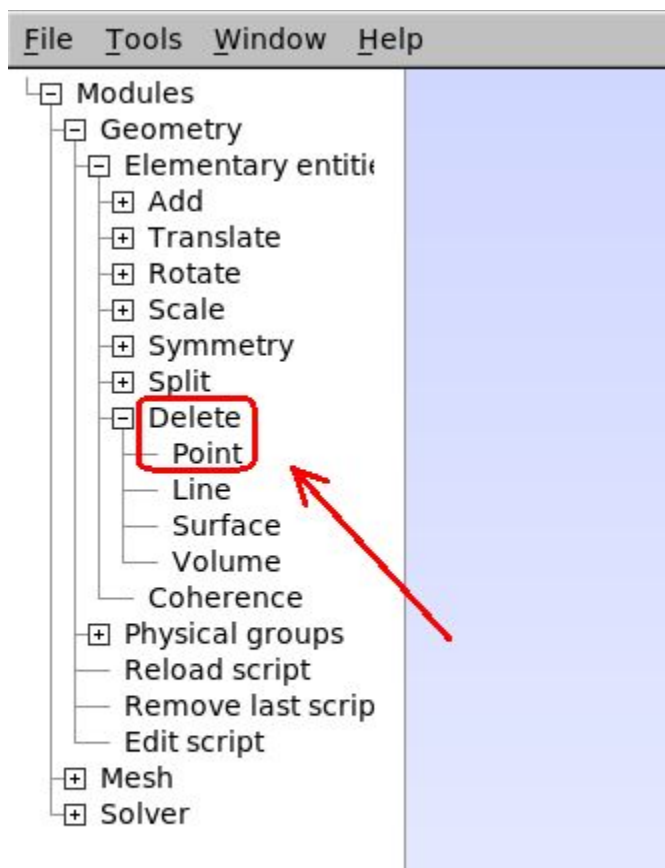 File Tools Window Help
Modules
Geometry
Elementary entitie
Add
Translate
Rotate
Scale
Symmetry
Split
Delete
Point
Line
Surface
Volume
Coherence
Physical groups
Reload script
Remove last scrip
Edit script
Mesh
Solver